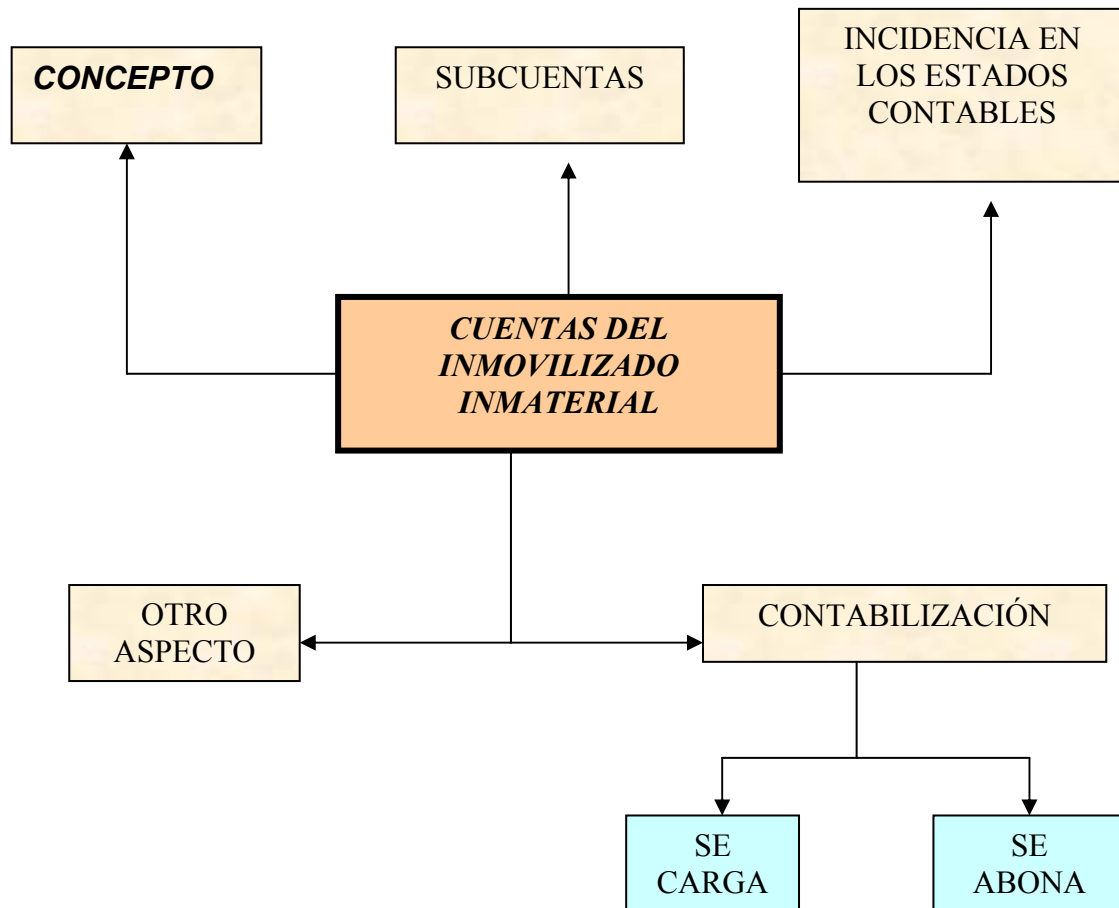 CONCEPTO
SUBCUENTAS
INCIDENCIA EN
LOS ESTADOS
CONTABLES
CUENTAS DEL
INMOVILIZADO
INMATERIAL
OTRO
ASPECTO
CONTABILIZACIÓN
SE
CARGA
SE
ABONA